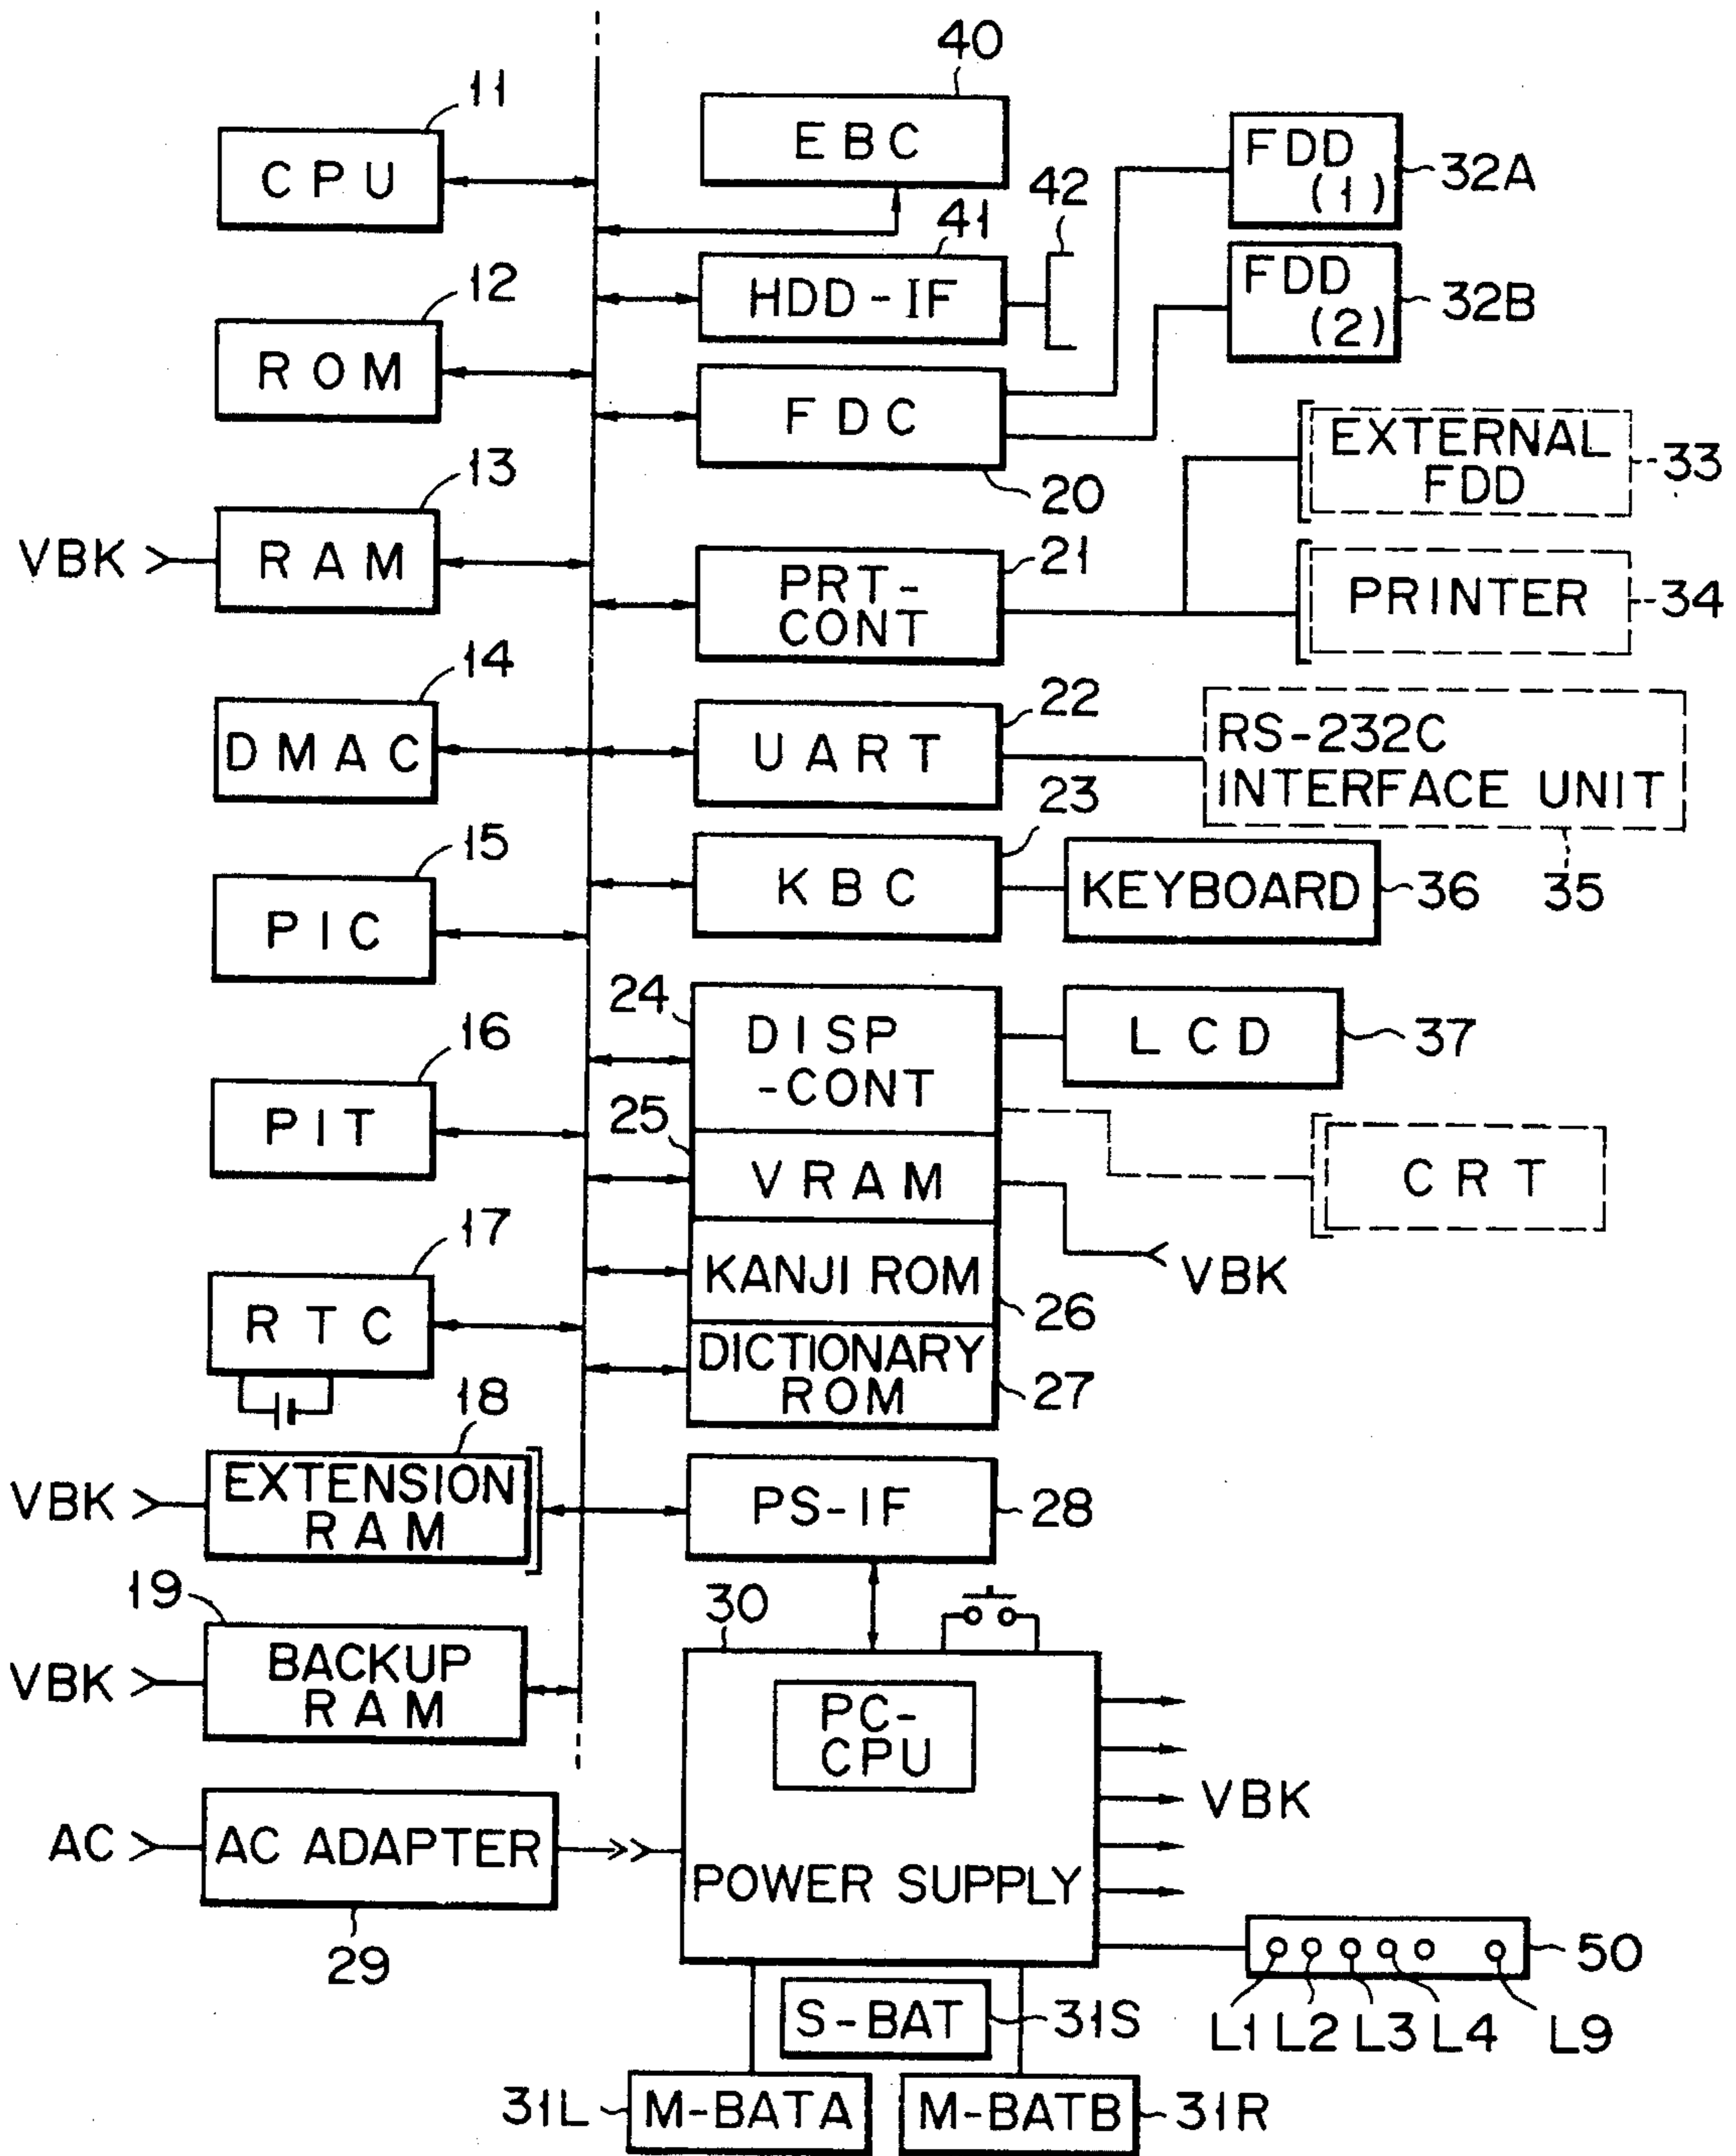 40
11
EBC
CPU
FDD
(1)
32A
41
42
HDD-IF
FDD
(2)
32B
12
ROM
FDC
20
EXTERNAL
FDD
33
13
VBK
RAM
21
PRT-
CONT
PRINTER
34
14
DMAC
22
UART
RS-232C
INTERFACE UNIT
35
23
KBC
KEYBOARD
36
15
PIC
24
DISP
-CONT
LCD
37
16
PIT
25
VRAM
CRT
VBK
17
RTC
KANJI ROM
26
DICTIONARY
ROM
27
18
VBK
EXTENSION
RAM
PS-IF
28
19
VBK
BACKUP
RAM
30
PC-
CPU
VBK
POWER SUPPLY
AC
AC ADAPTER
29
50
L1 L2 L3 L4 L9
S-BAT
31S
31L
M-BATA
M-BATB
31R